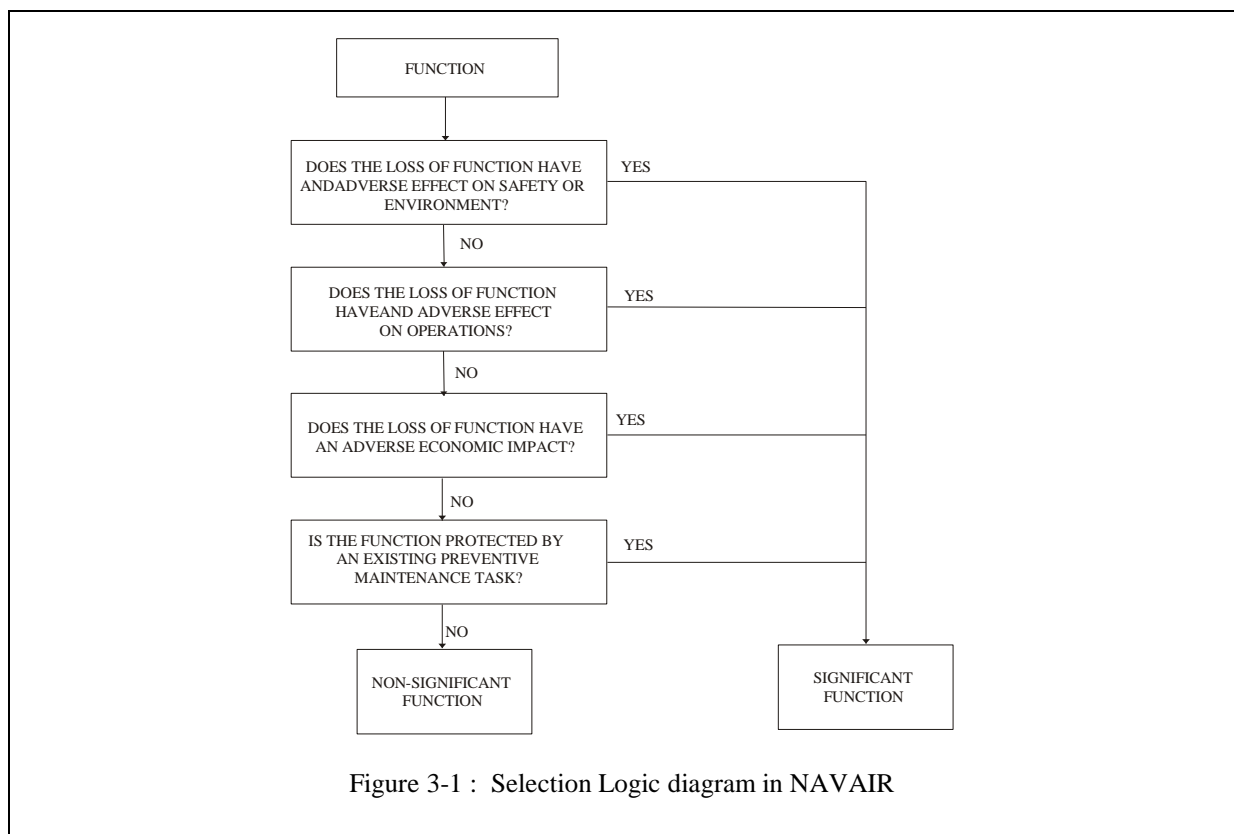 FUNCTION
DOES THE LOSS OF FUNCTION HAVE
ANDADVERSE EFFECT ON SAFETY OR
ENVIRONMENT?
YES
NO
DOES THE LOSS OF FUNCTION
HAVEAND ADVERSE EFFECT
ON OPERATIONS?
YES
NO
DOES THE LOSS OF FUNCTION HAVE
AN ADVERSE ECONOMIC IMPACT?
YES
NO
IS THE FUNCTION PROTECTED BY
AN EXISTING PREVENTIVE
MAINTENANCE TASK?
YES
NO
NON-SIGNIFICANT
FUNCTION
SIGNIFICANT
FUNCTION
Figure 3-1 : Selection Logic diagram in NAVAIR